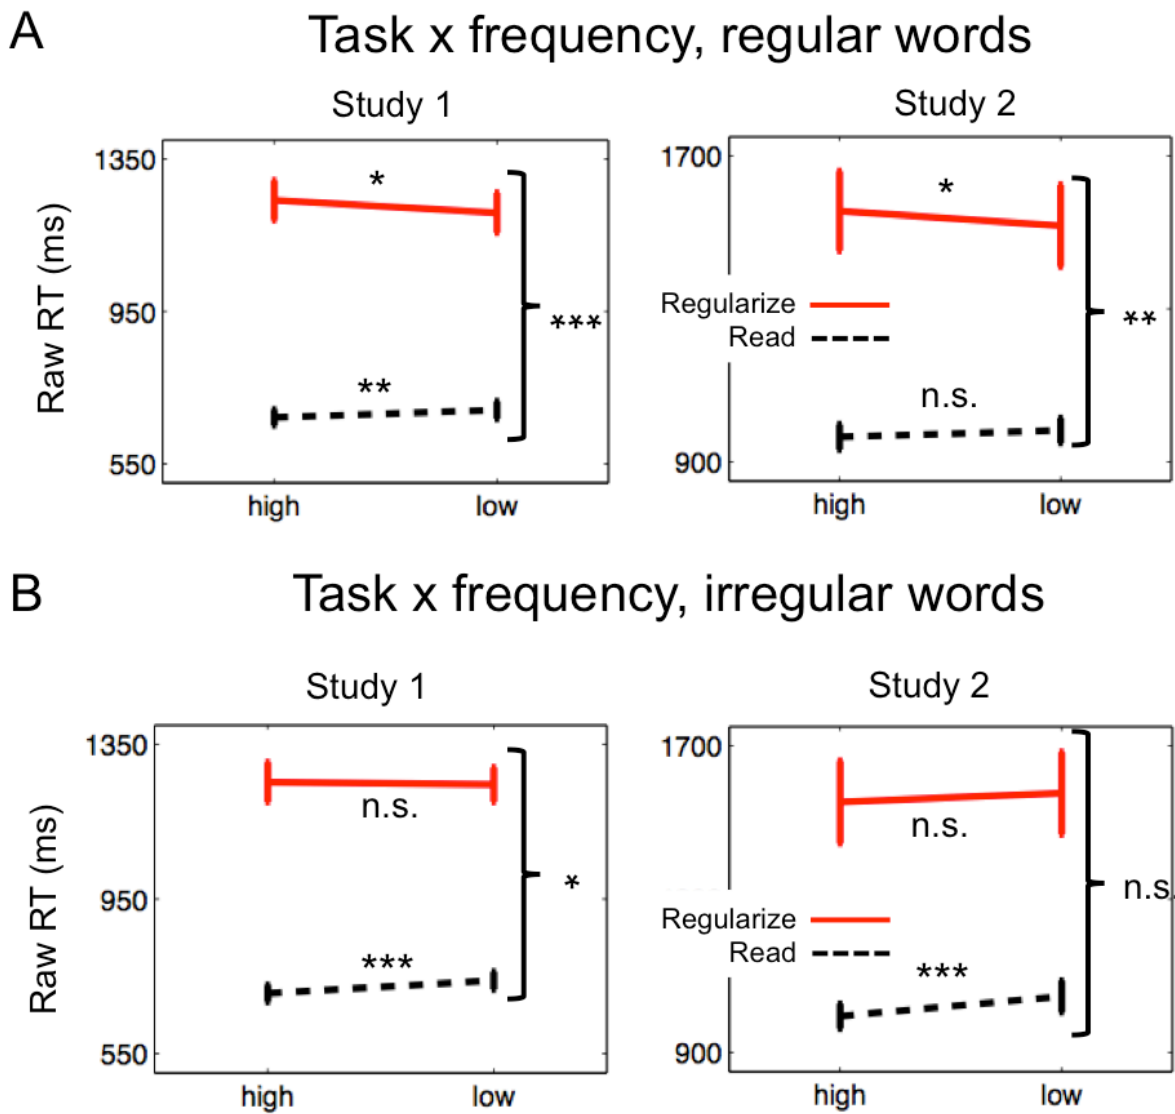 A
Task x frequency, regular words
Study 1
Study 2
1350
950
550
Raw RT (ms)
*
**
***
high
low
1700
900
*
n.s.
**
Regularize
Read
high
low
B
Task x frequency, irregular words
Study 1
Study 2
1350
950
550
Raw RT (ms)
n.s.
***
*
high
low
1700
900
n.s.
***
n.s.
Regularize
Read
high
low